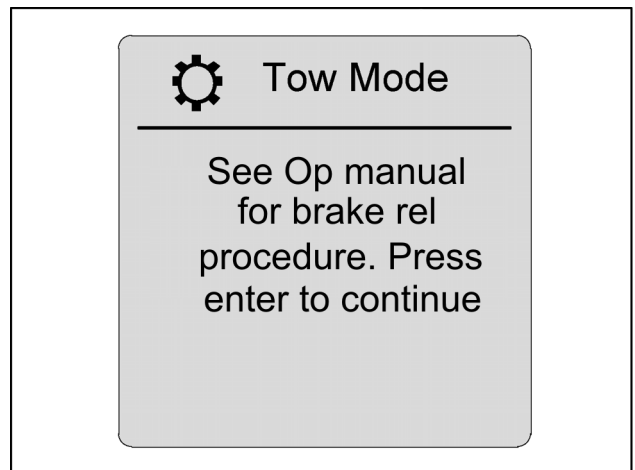 Tow Mode
See Op manual
for brake rel
procedure. Press
enter to continue